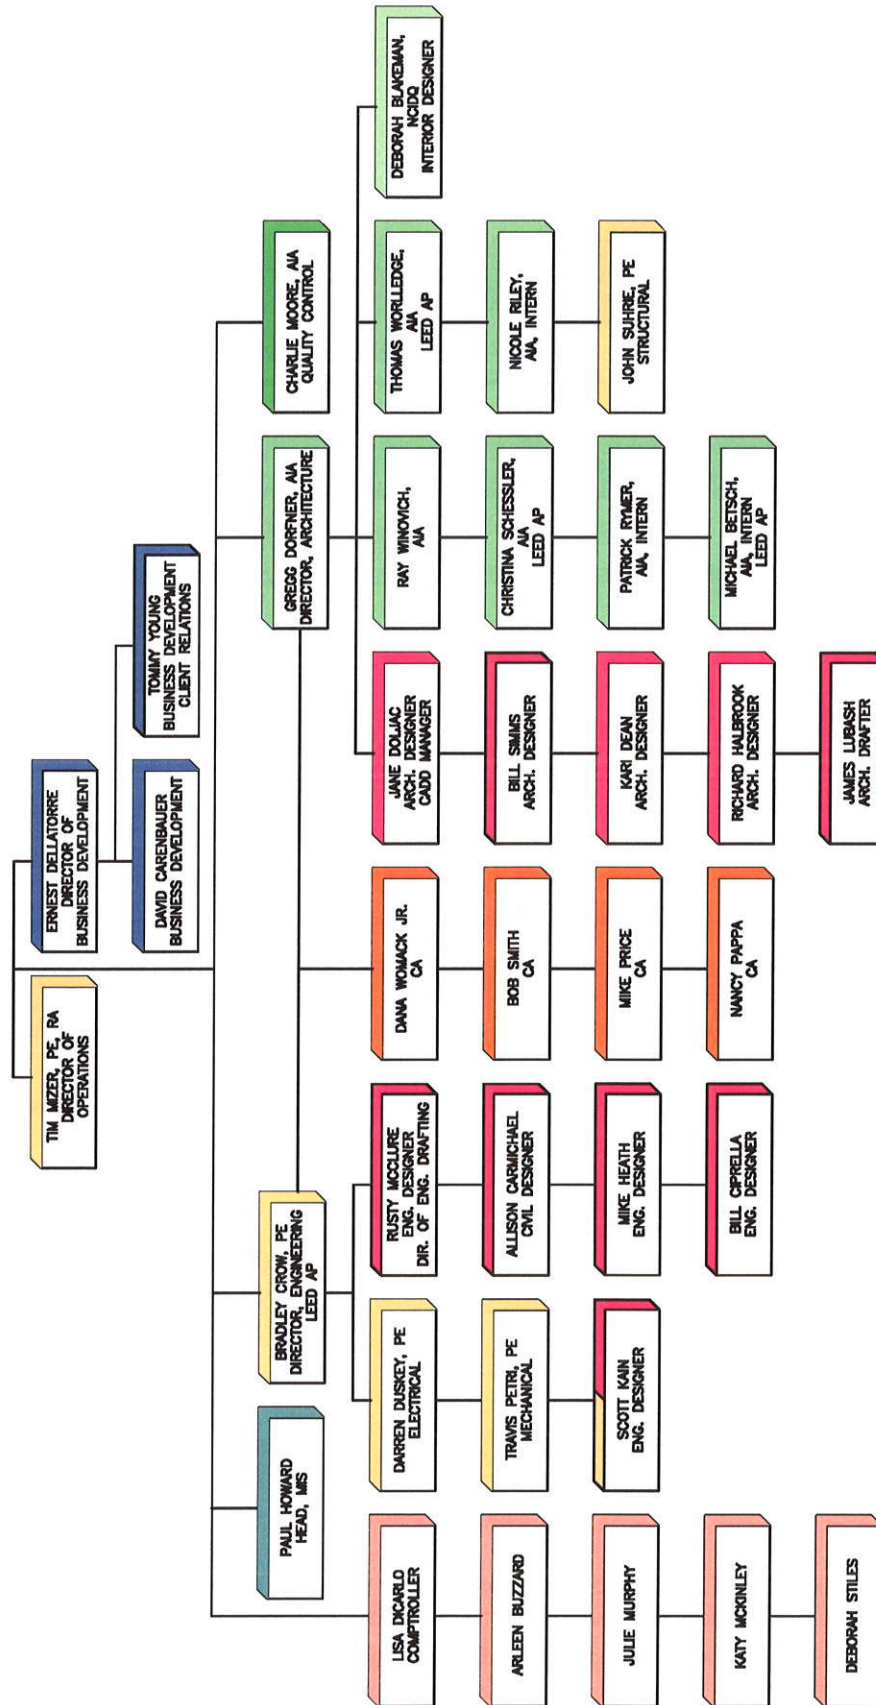 TIM MIZER, PE, RA
DIRECTOR OF
OPERATIONS
ERNEST DELLATORRE
DIRECTOR OF
BUSINESS DEVELOPMENT
DAVID CARENBAUER
BUSINESS DEVELOPMENT
TOMMY YOUNG
BUSINESS DEVELOPMENT
CLIENT RELATIONS
PAUL HOWARD
HEAD, MIS
BRADLEY CROW, PE
DIRECTOR, ENGINEERING
LEED AP
GREGG DORFNER, AIA
DIRECTOR, ARCHITECTURE
CHARLIE MOORE, AIA
QUALITY CONTROL
LISA DICARLO
COMPTROLLER
ARLEEN BUZZARD
JULIE MURPHY
KATY MCKINLEY
DEBORAH STILES
DARREN DUSKEY, PE
ELECTRICAL
TRAVIS PETRI, PE
MECHANICAL
SCOTT KAIN
ENG. DESIGNER
RUSTY MCCLURE
ENG. DESIGNER
DIR. OF ENG. DRAFTING
ALLISON CARMICHAEL
CIVIL DESIGNER
MIKE HEATH
ENG. DESIGNER
BILL CIPRELLA
ENG. DESIGNER
DANA WOMACK JR.
CA
BOB SMITH
CA
MIKE PRICE
CA
NANCY PAPPA
CA
JANE DOLJAC
ARCH. DESIGNER
CADD MANAGER
BILL SIMMS
ARCH. DESIGNER
KARI DEAN
ARCH. DESIGNER
RICHARD HALBROOK
ARCH. DESIGNER
JAMES LUBASH
ARCH. DRAFTER
RAY WINOVICH,
AIA
CHRISTINA SCHESSLER,
AIA
LEED AP
PATRICK RYMER,
AIA, INTERN
MICHAEL BETSCH,
AIA, INTERN
LEED AP
THOMAS WORLLEDGE,
AIA
LEED AP
NICOLE RILEY,
AIA, INTERN
JOHN SUHRIE, PE
STRUCTURAL
DEBORAH BLAKEMAN,
NCIDQ
INTERIOR DESIGNER